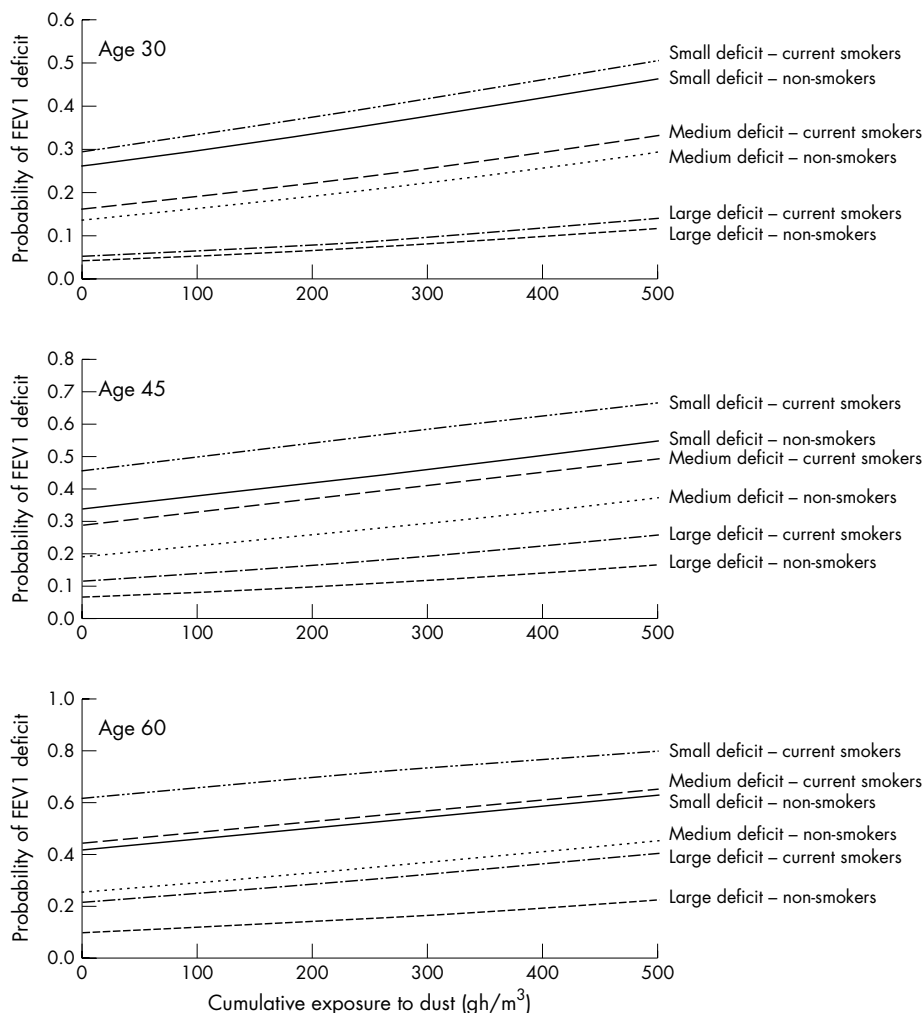 0.6
Age 30
0.5
0.4
0.3
0.2
0.1
0.0
Probability of FEV1 deficit
Small deficit – current smokers
Small deficit – non-smokers
Medium deficit – current smokers
Medium deficit – non-smokers
Large deficit – current smokers
Large deficit – non-smokers
0 100 200 300 400 500
0.8
Age 45
0.7
0.6
0.5
0.4
0.3
0.2
0.1
0.0
Probability of FEV1 deficit
Small deficit – current smokers
Small deficit – non-smokers
Medium deficit – current smokers
Medium deficit – non-smokers
Large deficit – current smokers
Large deficit – non-smokers
0 100 200 300 400 500
1.0
Age 60
0.8
0.6
0.4
0.2
0.0
Probability of FEV1 deficit
Small deficit – current smokers
Medium deficit – current smokers
Small deficit – non-smokers
Medium deficit – non-smokers
Large deficit – current smokers
Large deficit – non-smokers
0 100 200 300 400 500
Cumulative exposure to dust (gh/m³)